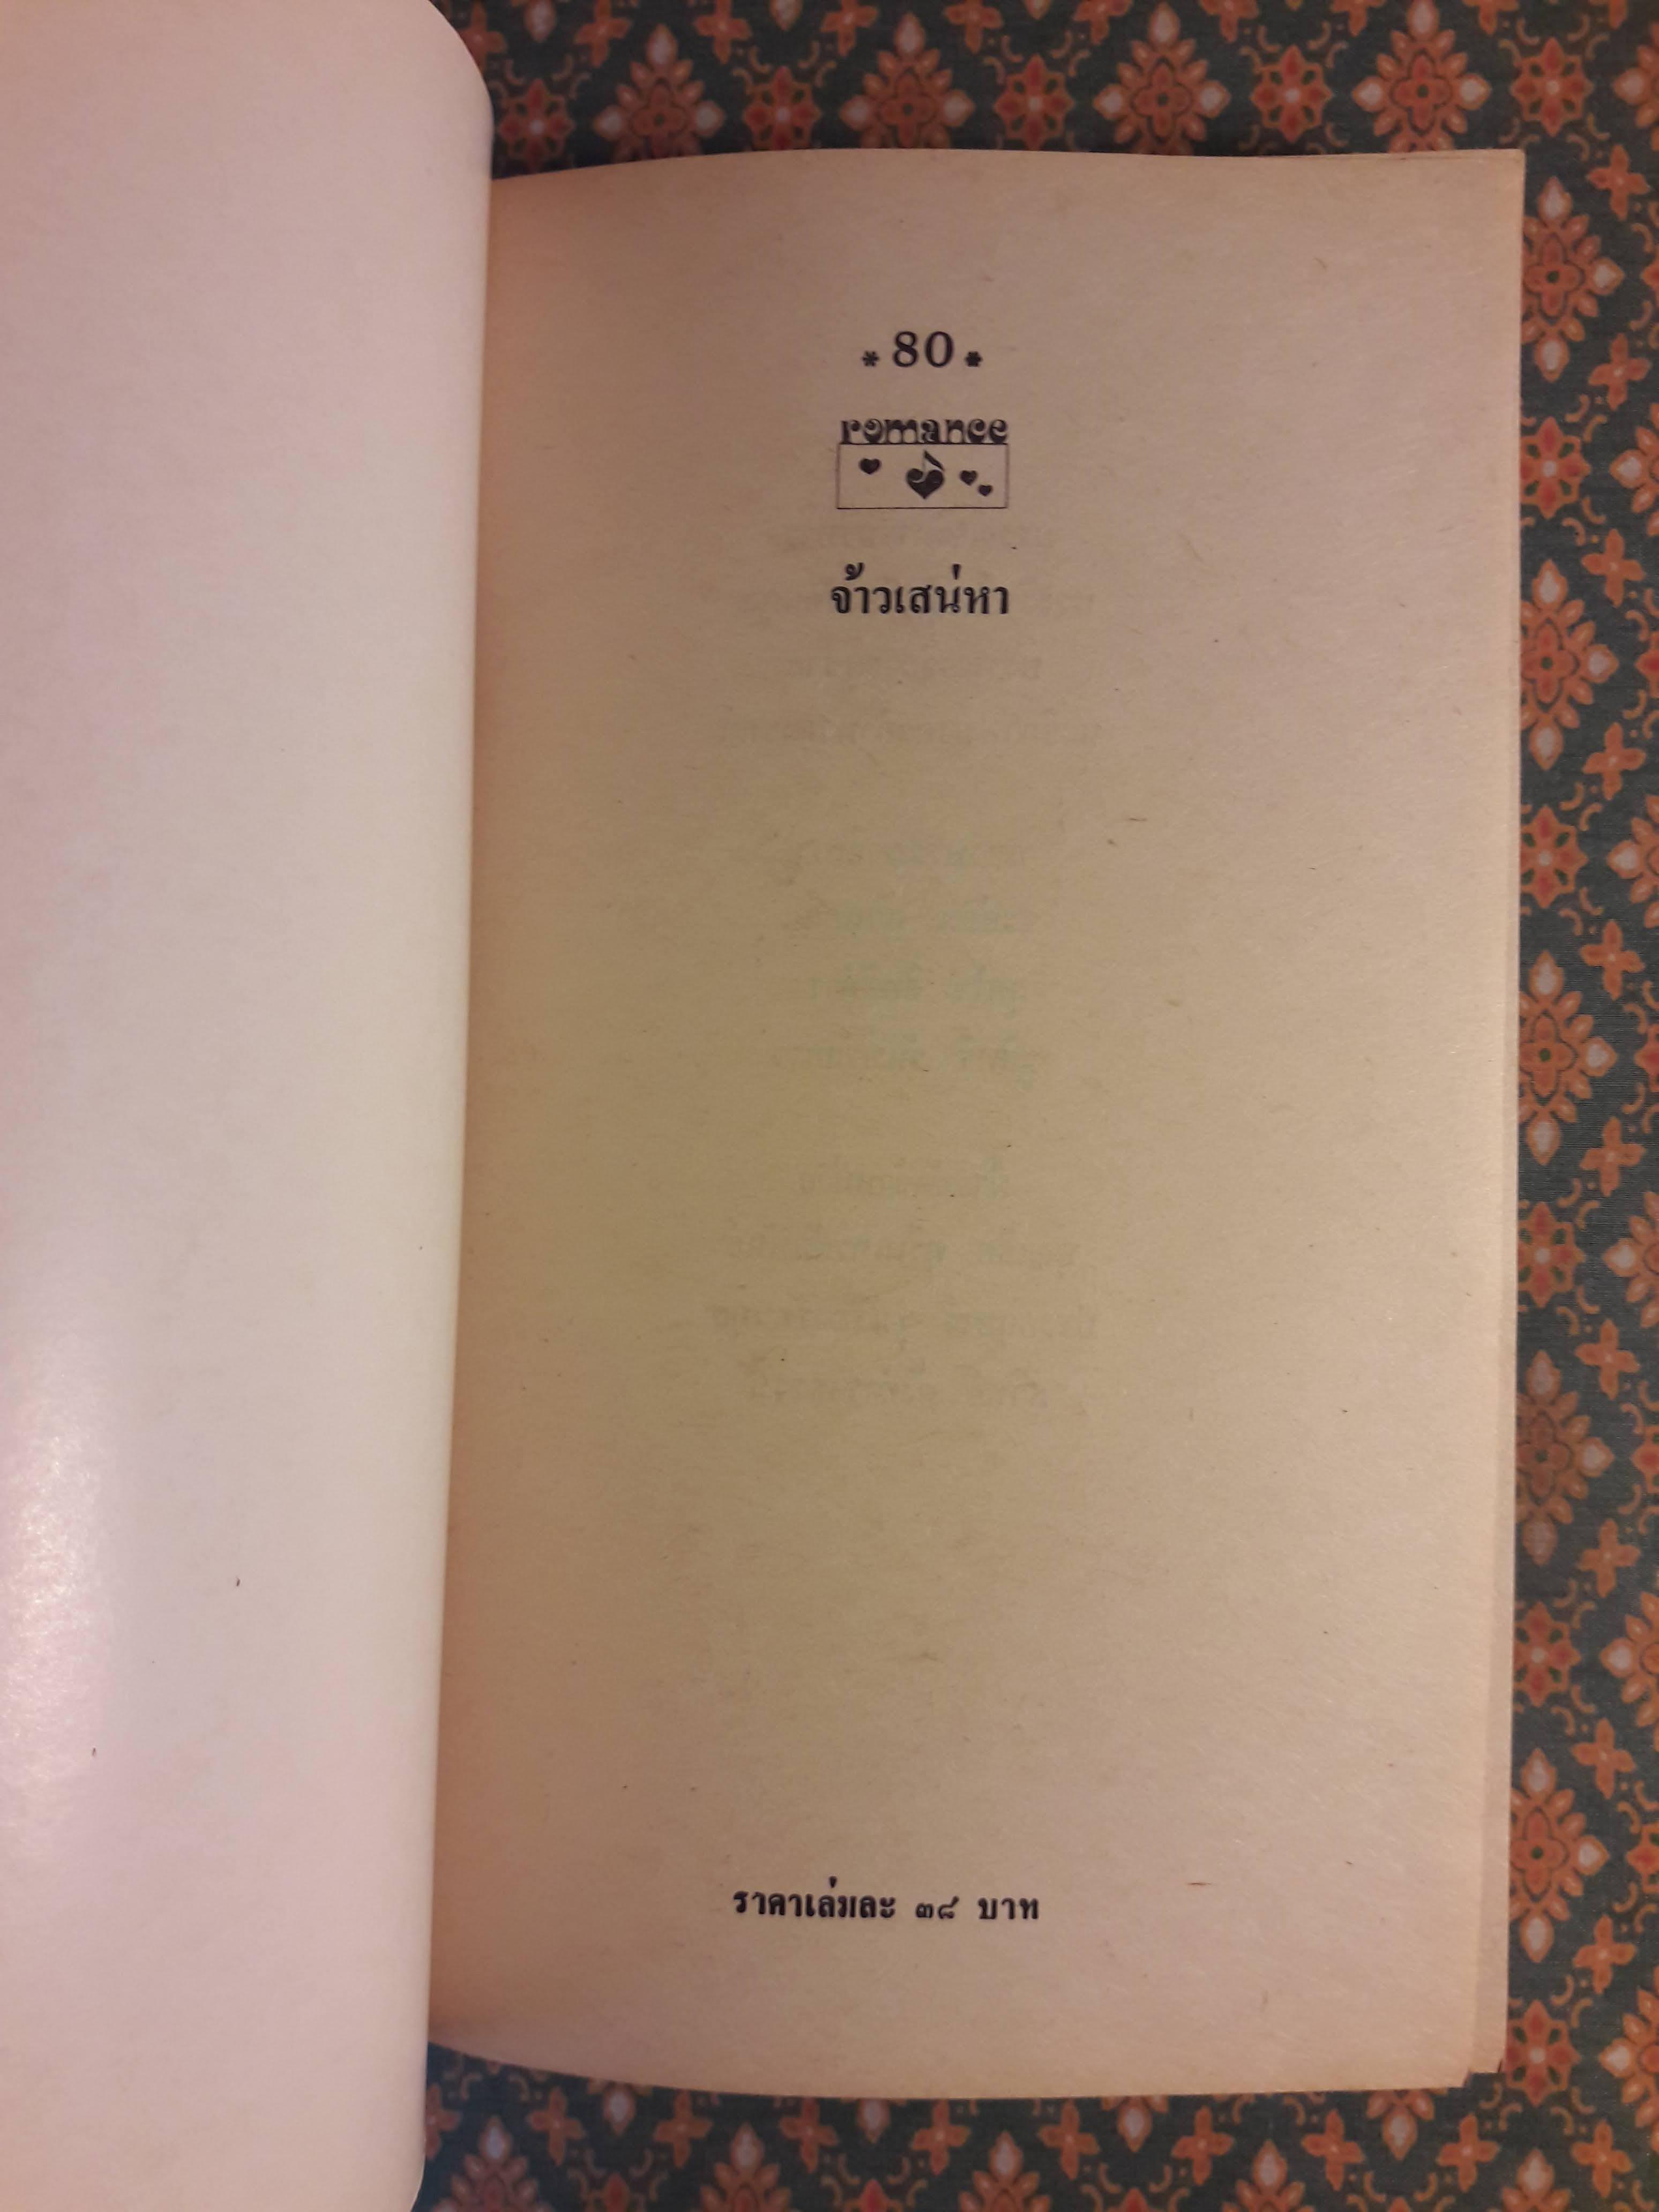 * 80 *
romance
จ้าวเสน่หา
ราคาเล่มละ ๓๘ บาท